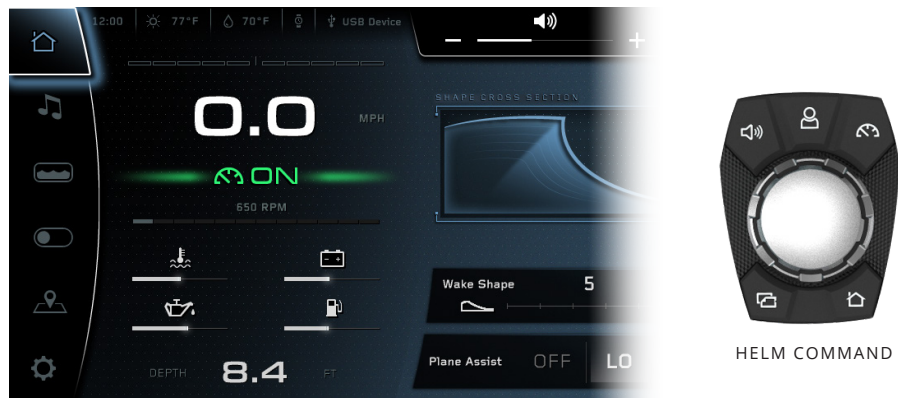 12:00 77°F 70°F USB Device
− +
0.0 MPH
ON
650 RPM
SHAPE CROSS SECTION
Wake Shape 5
Plane Assist OFF LO
DEPTH 8.4 FT
HELM COMMAND